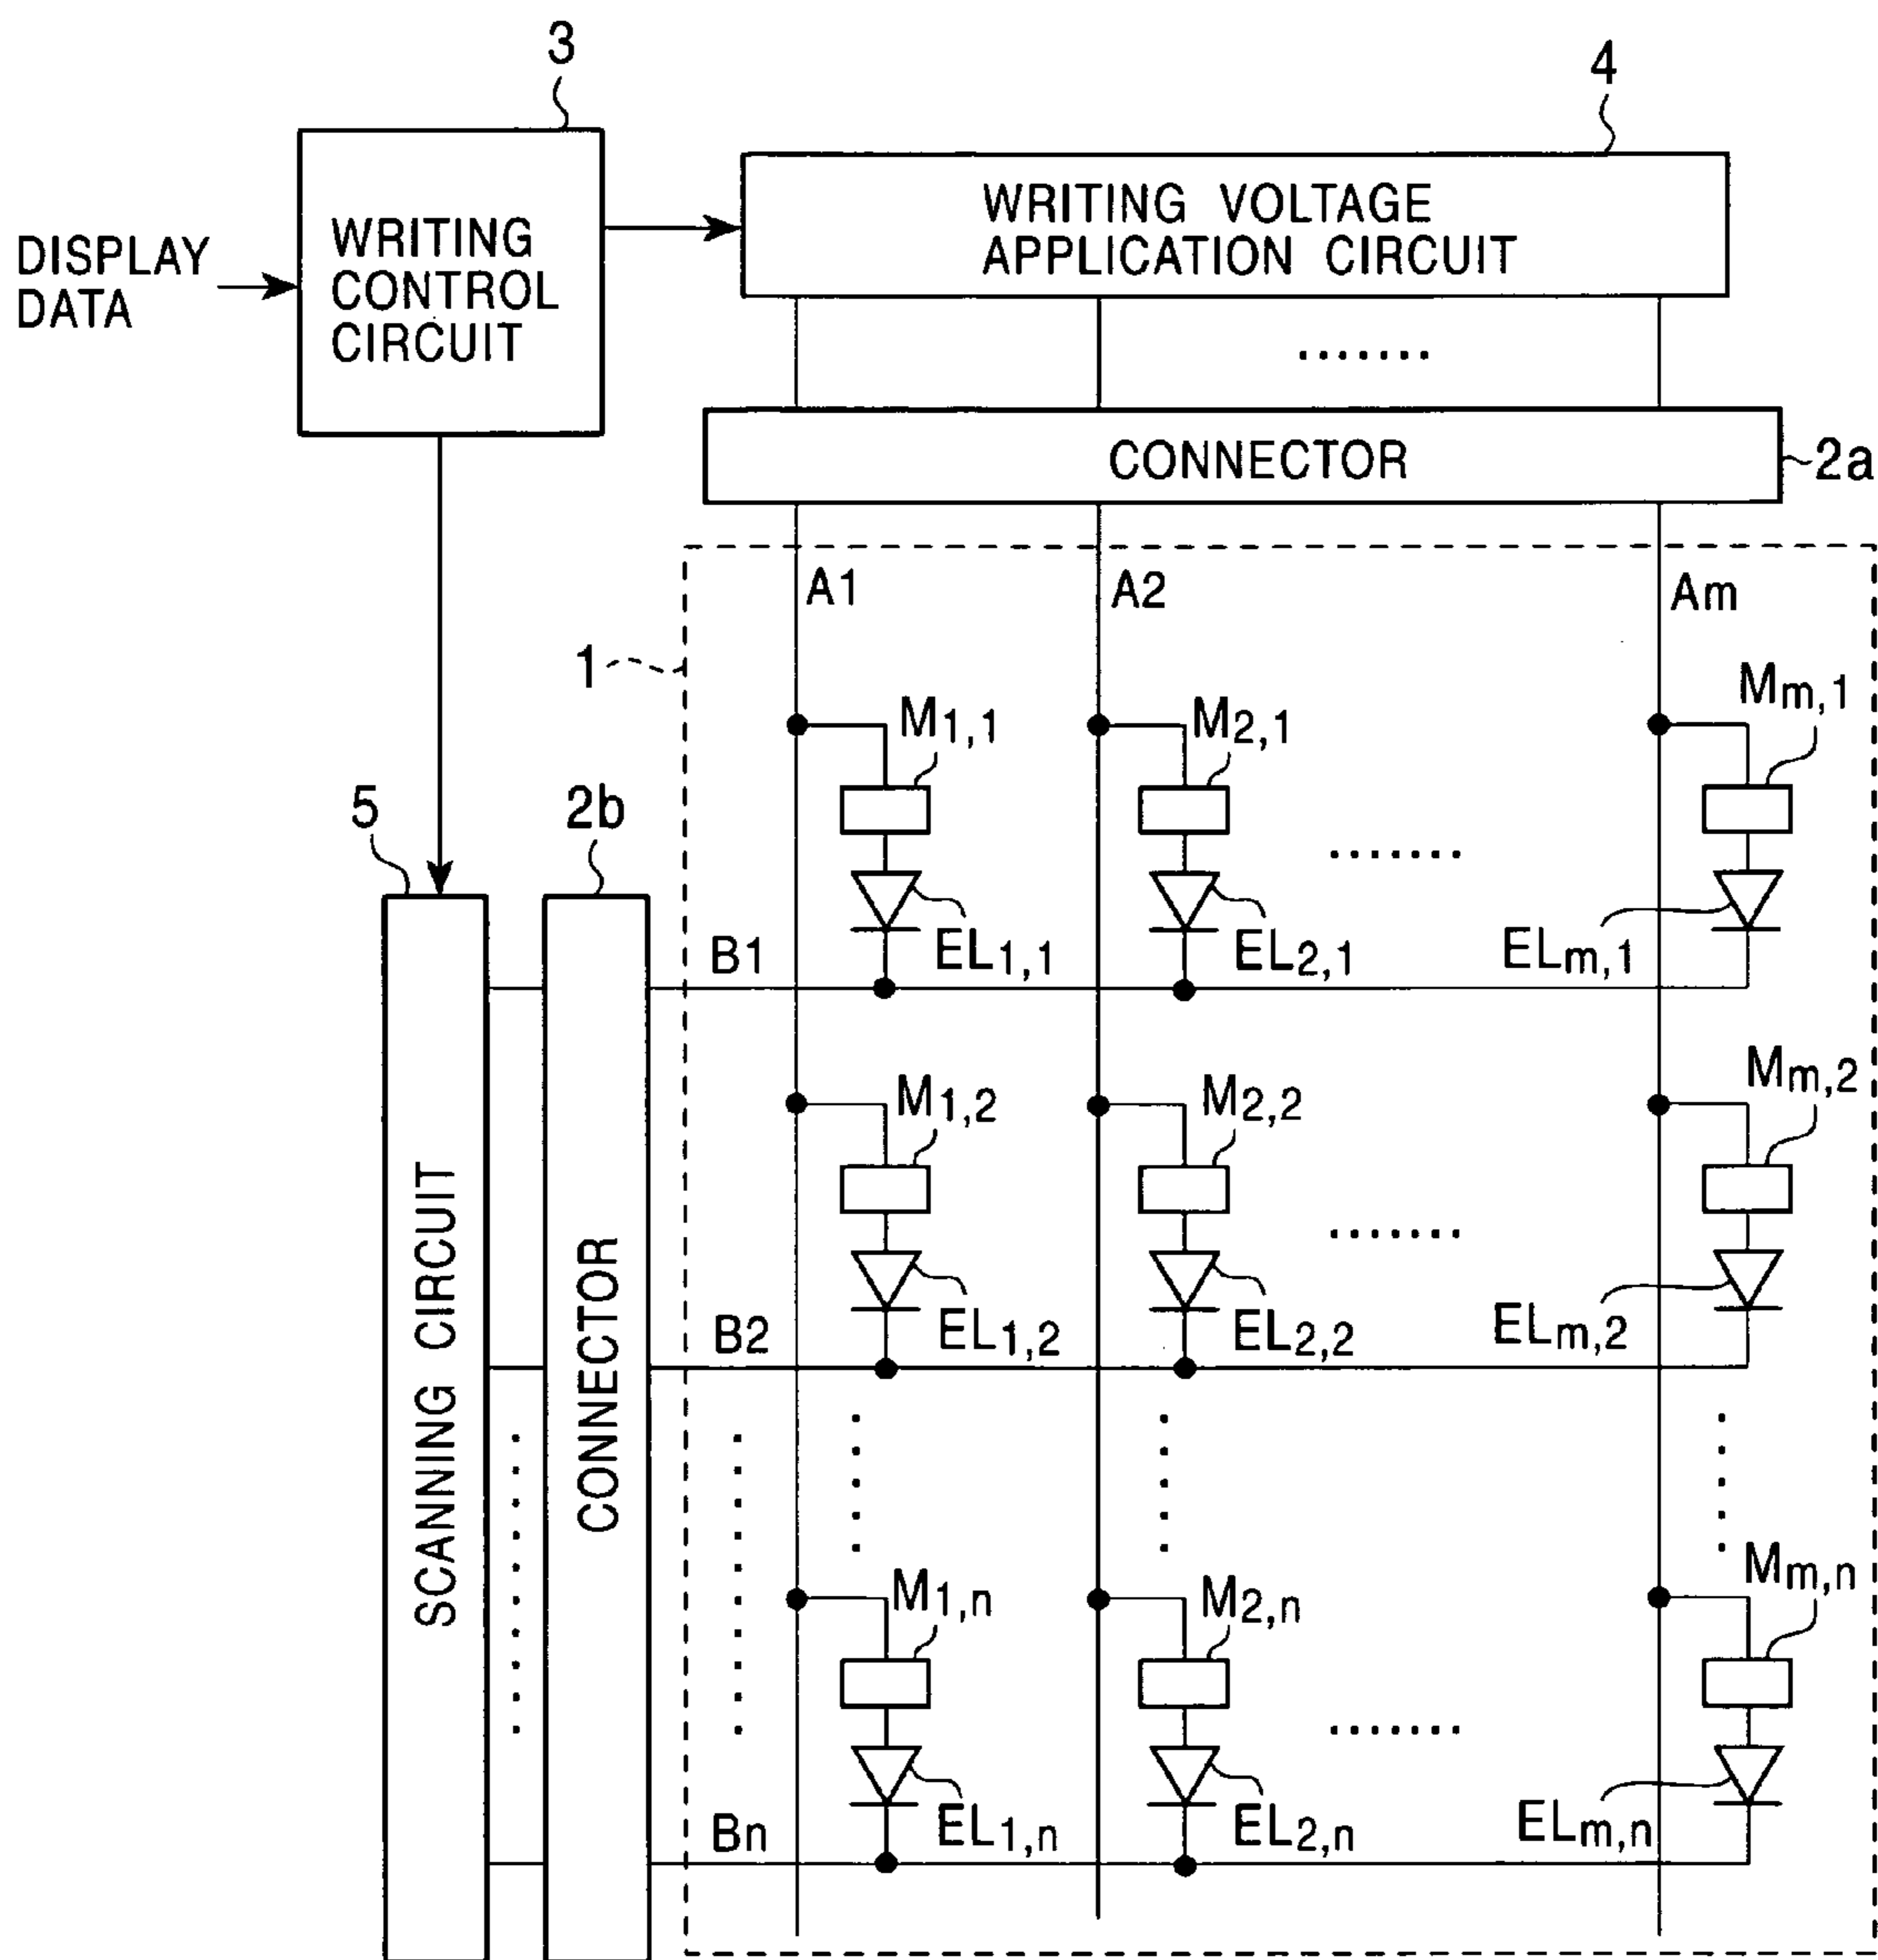 3
4
DISPLAY
DATA
WRITING
CONTROL
CIRCUIT
WRITING VOLTAGE
APPLICATION CIRCUIT
.......
CONNECTOR
2a
A1
A2
Am
1
M1,1
M2,1
Mm,1
5
2b
.......
B1
EL1,1
EL2,1
ELm,1
M1,2
M2,2
Mm,2
SCANNING CIRCUIT
CONNECTOR
.......
B2
EL1,2
EL2,2
ELm,2
M1,n
M2,n
Mm,n
.......
Bn
EL1,n
EL2,n
ELm,n